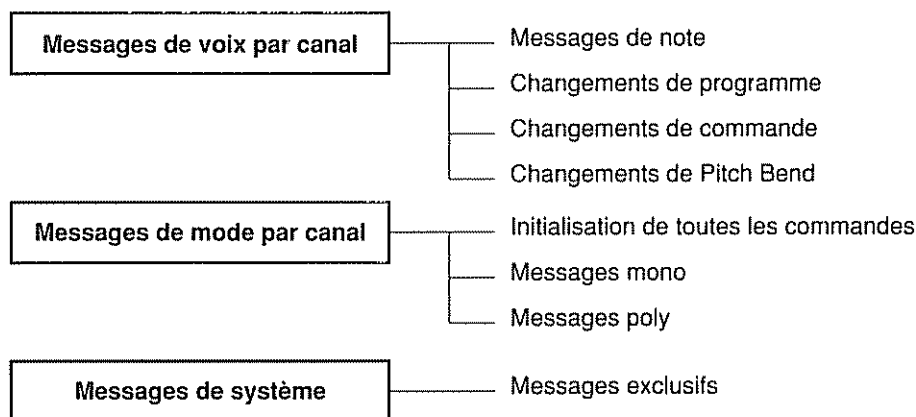 Messages de voix par canal
Messages de note
Changements de programme
Changements de commande
Changements de Pitch Bend
Messages de mode par canal
Initialisation de toutes les commandes
Messages mono
Messages poly
Messages de système
Messages exclusifs